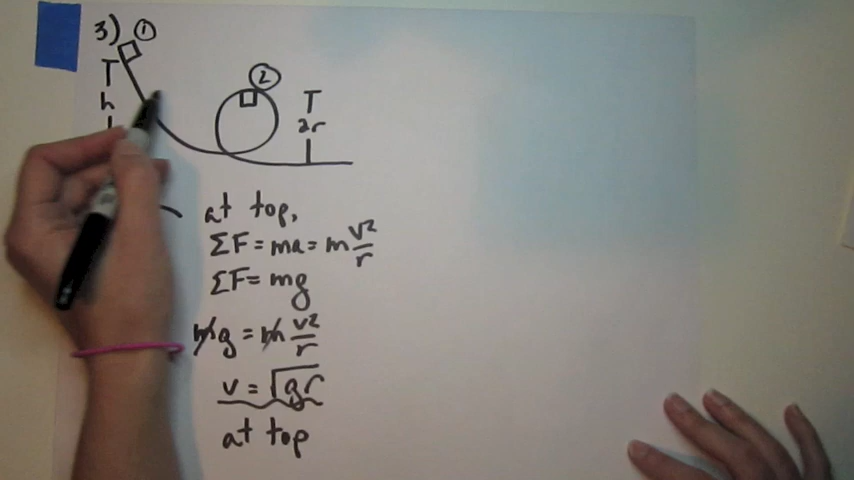 3) ①
h
②
2r
at top,
ΣF = ma = m v²/r
ΣF = mg
mg = m v²/r
v = √gr
at top